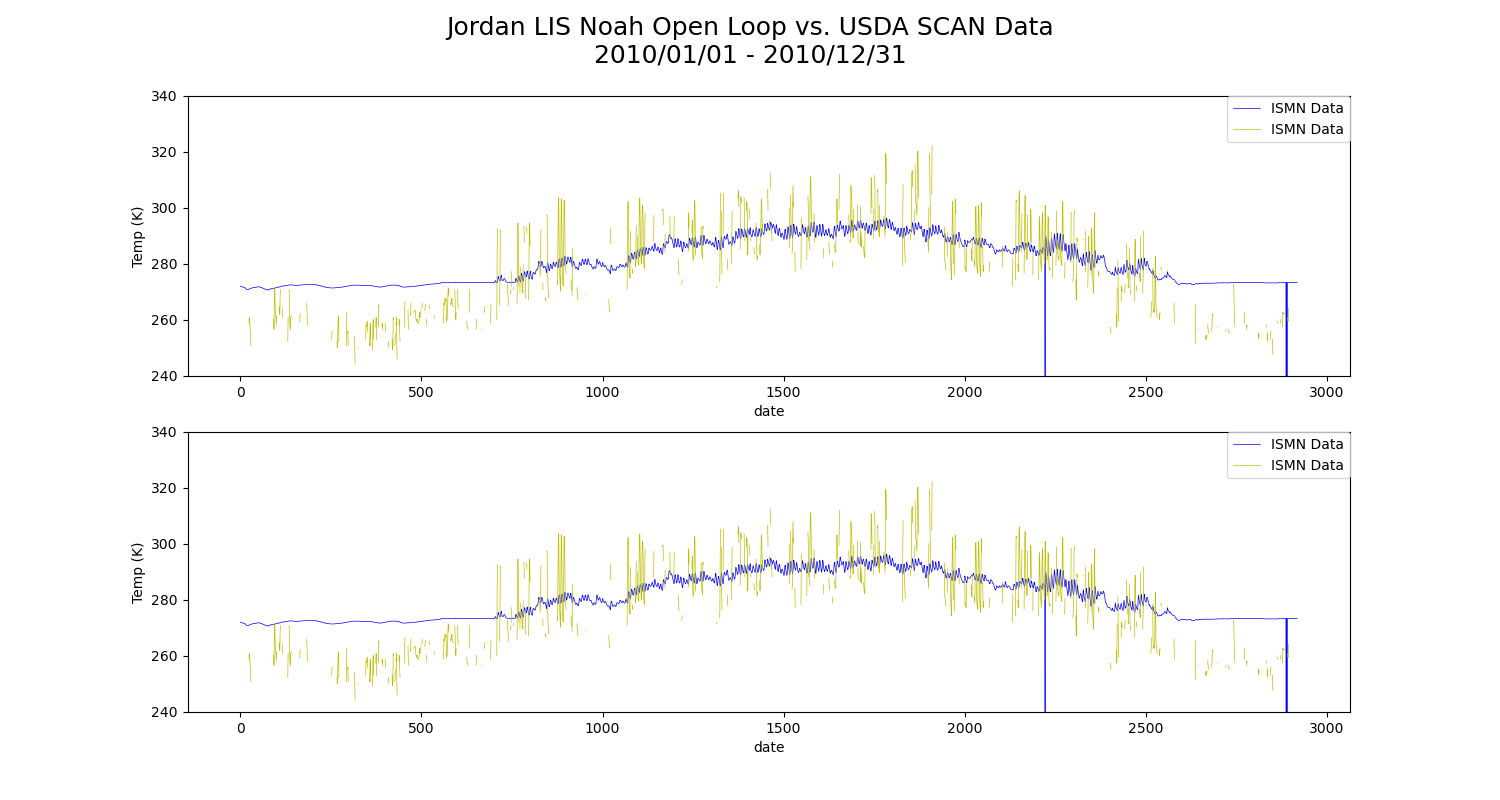 Jordan LIS Noah Open Loop vs. USDA SCAN Data
2010/01/01 - 2010/12/31
340
320
300
280
260
240
Temp (K)
ISMN Data
ISMN Data
0 500 1000 1500 2000 2500 3000
date
340
320
300
280
260
240
Temp (K)
ISMN Data
ISMN Data
0 500 1000 1500 2000 2500 3000
date